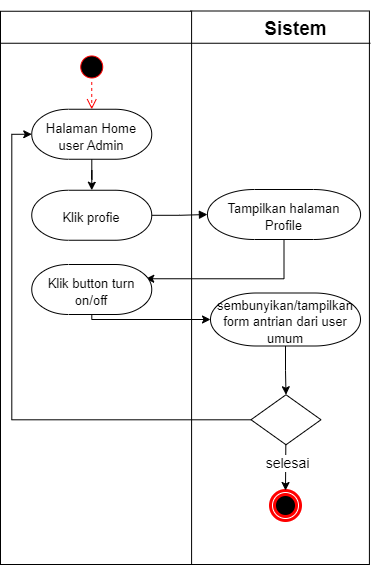 Sistem
Halaman Home
user Admin
Klik profie
Tampilkan halaman
Profile
Klik button turn
on/off
sembunyikan/tampilkan
form antrian dari user
umum
selesai